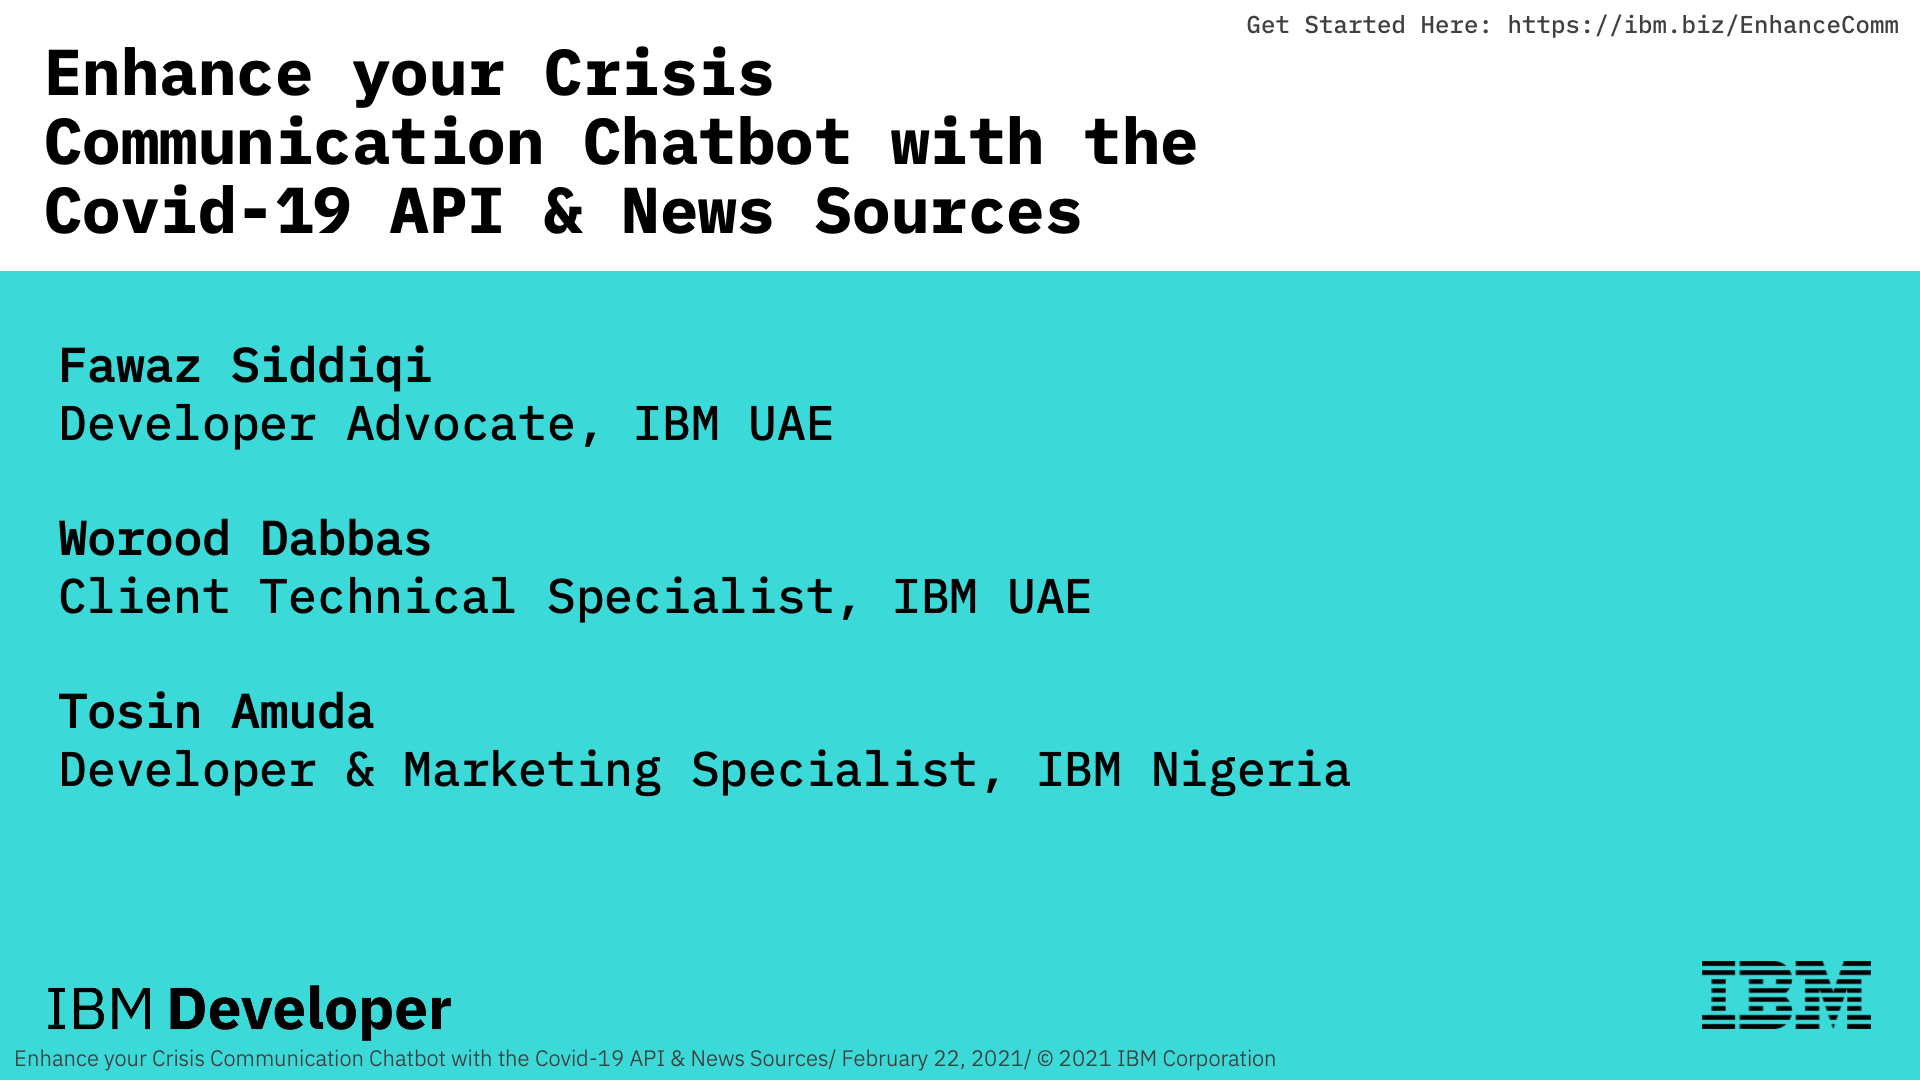 Get Started Here: https://ibm.biz/EnhanceComm
Enhance your Crisis
Communication Chatbot with the
Covid-19 API & News Sources
Fawaz Siddiqi
Developer Advocate, IBM UAE
Worood Dabbas
Client Technical Specialist, IBM UAE
Tosin Amuda
Developer & Marketing Specialist, IBM Nigeria
IBM Developer
IBM
Enhance your Crisis Communication Chatbot with the Covid-19 API & News Sources/ February 22, 2021/ © 2021 IBM Corporation